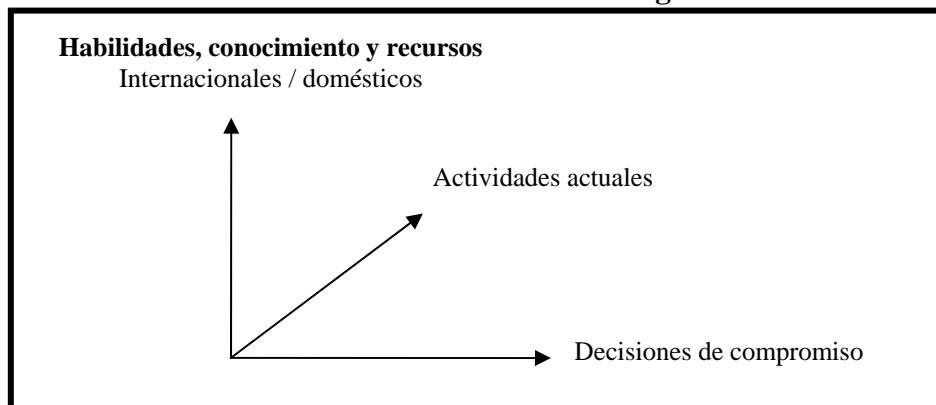 Habilidades, conocimiento y recursos
Internacionales / domésticos
Actividades actuales
Decisiones de compromiso